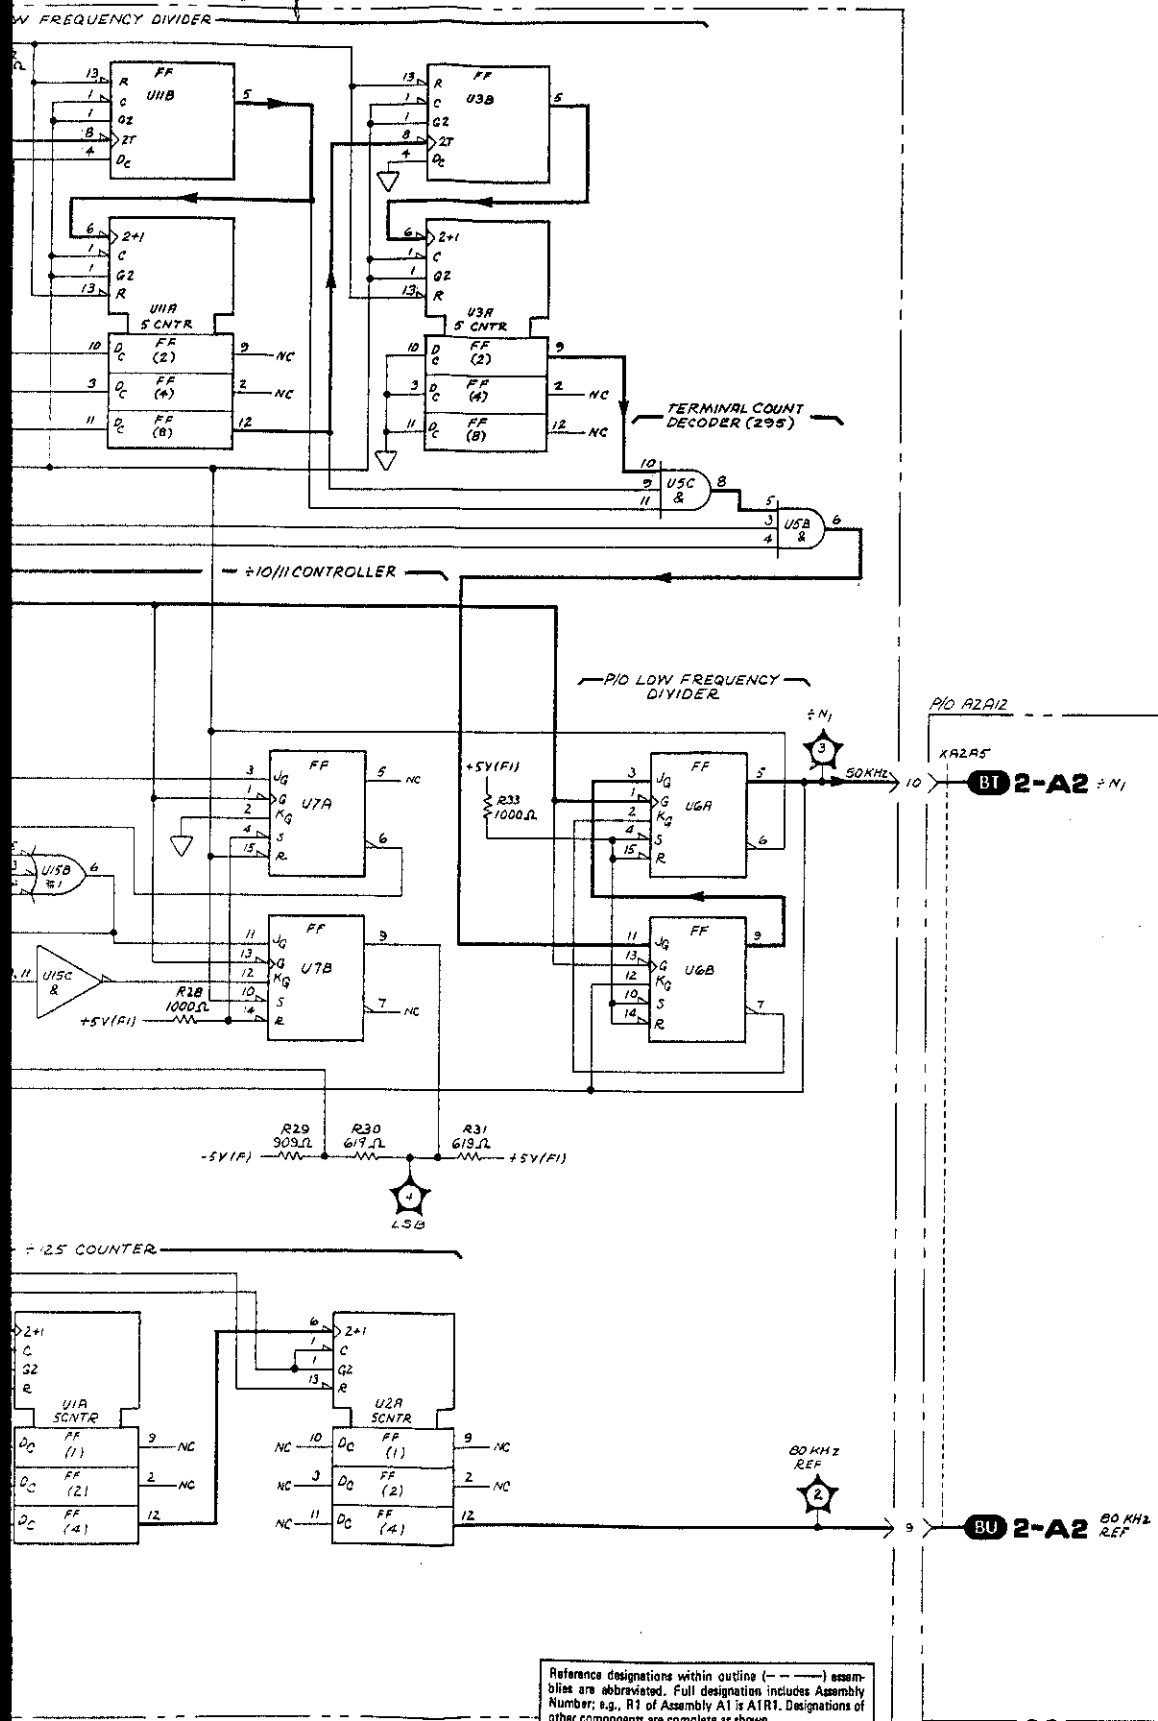 W FREQUENCY DIVIDER
13 R FF
U11B
1 C
1 G2
8 2T
4 DC
5
13 R FF
U3B
1 C
1 G2
8 2T
4 DC
5
6 2+1
1 C
1 G2
13 R
U11A
5 CNTR
10 DC FF (2) 9 NC
3 DC FF (4) 2 NC
11 DC FF (8) 12
6 2+1
1 C
1 G2
13 R
U3A
5 CNTR
10 DC FF (2) 9
3 DC FF (4) 2 NC
11 DC FF (8) 12 NC
TERMINAL COUNT
DECODER (295)
10
9 U5C 8
11 &
5
3 U5B 6
4 &
÷10/11 CONTROLLER
P/O LOW FREQUENCY
DIVIDER
÷N1
3
P/O A2A12
XA2A5
50KHZ
10
BT 2-A2 ÷N1
3 JG FF 5 NC
1 G U7A
2 KG
4 S 6
15 R
+5V(F1)
R33
1000Ω
3 JG FF 5
1 G U6A
2 KG
4 S 6
15 R
U15B 6
≥1
11 U15C
&
11 JG FF 9
13 G U7B
12 KG
10 S 7 NC
14 R
R28
1000Ω
+5V(F1)
11 JG FF 9
13 G U6B
12 KG
10 S 7
14 R
R29
909Ω
R30
619Ω
R31
619Ω
-5V(F)
+5V(F1)
4
LSB
÷125 COUNTER
2+1
C
G2
R
U1A
5CNTR
DC FF (1) 9 NC
DC FF (2) 2 NC
DC FF (4) 12
6 2+1
1 C
1 G2
13 R
U2A
5CNTR
NC 10 DC FF (1) 9 NC
NC 3 DC FF (2) 2 NC
NC 11 DC FF (4) 12
80 KHZ
REF
2
9
BU 2-A2 80 KHZ
REF
Reference designations within outline (— — ——) assem-
blies are abbreviated. Full designation includes Assembly
Number; e.g., R1 of Assembly A1 is A1R1. Designations of
other components are complete as shown.